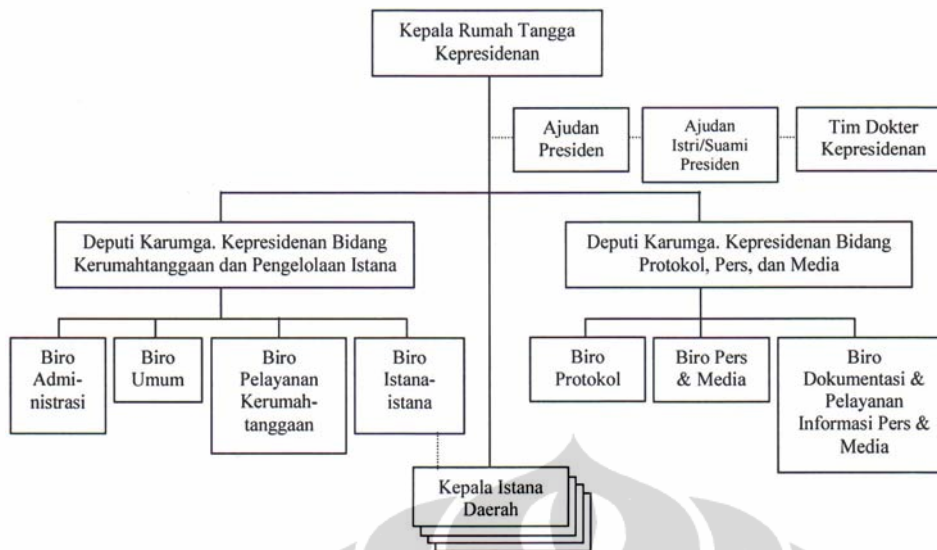 Kepala Rumah Tangga
Kepresidenan
Ajudan
Presiden
Ajudan
Istri/Suami
Presiden
Tim Dokter
Kepresidenan
Deputi Karumga. Kepresidenan Bidang
Kerumahtanggaan dan Pengelolaan Istana
Deputi Karumga. Kepresidenan Bidang
Protokol, Pers, dan Media
Biro
Admi-
nistrasi
Biro
Umum
Biro
Pelayanan
Kerumah-
tanggaan
Biro
Istana-
istana
Biro
Protokol
Biro Pers
& Media
Biro
Dokumentasi &
Pelayanan
Informasi Pers &
Media
Kepala Istana
Daerah